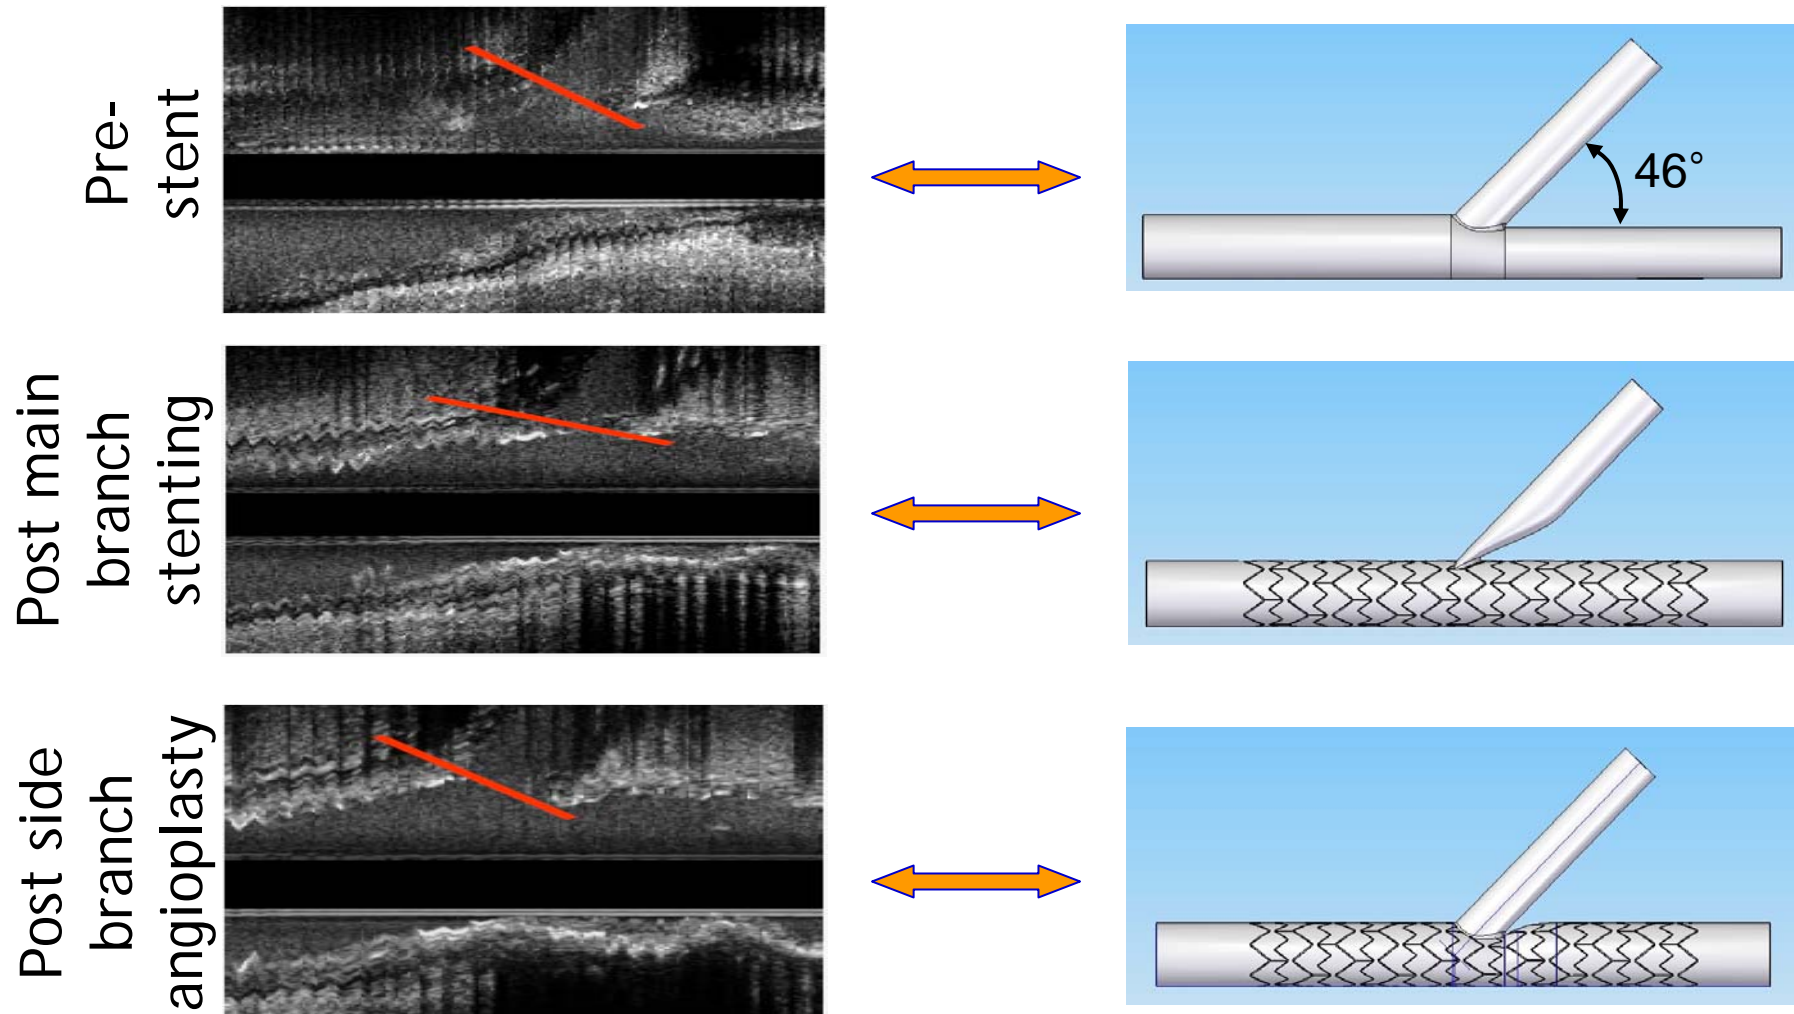 Pre-
stent
46°
Post main
branch
stenting
Post side
branch
angioplasty